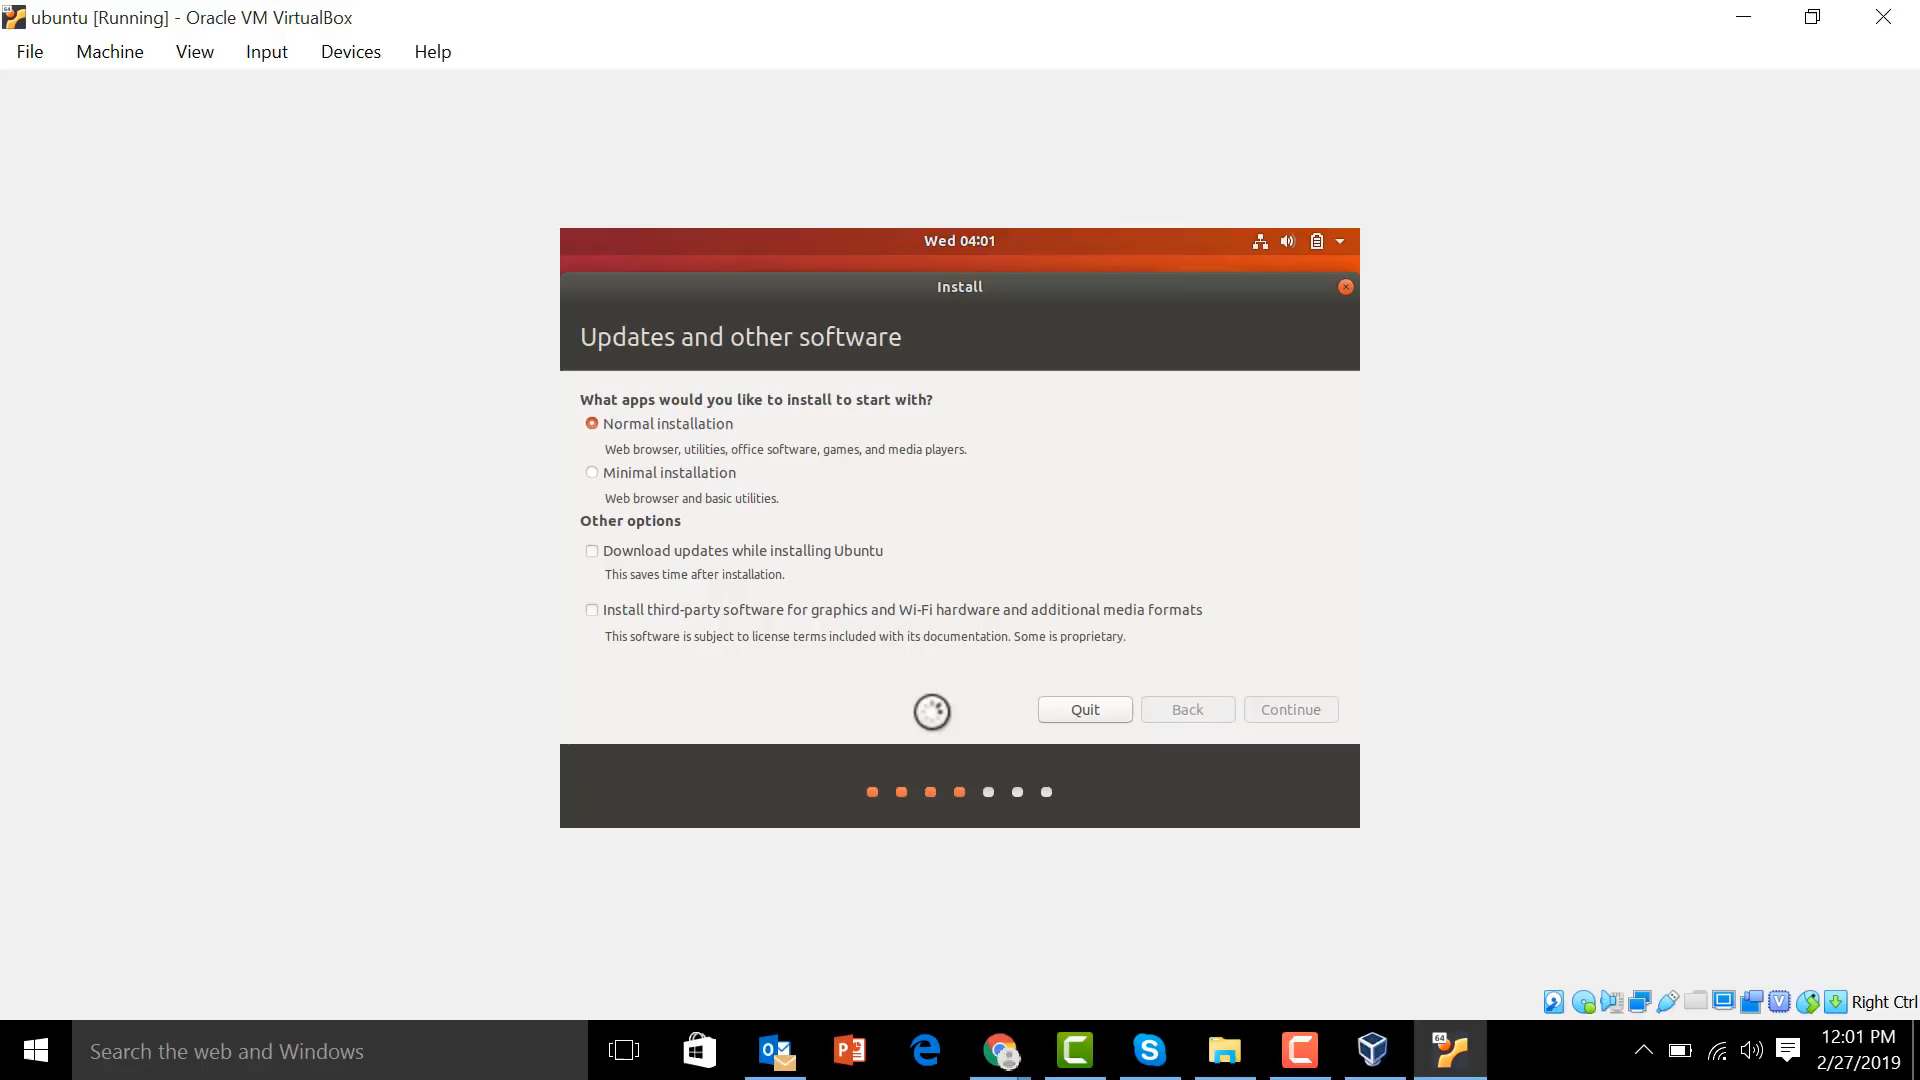 ubuntu [Running] - Oracle VM VirtualBox
File Machine View Input Devices Help
Wed 04:01
Install
Updates and other software
What apps would you like to install to start with?
Normal installation
Web browser, utilities, office software, games, and media players.
Minimal installation
Web browser and basic utilities.
Other options
Download updates while installing Ubuntu
This saves time after installation.
Install third-party software for graphics and Wi-Fi hardware and additional media formats
This software is subject to license terms included with its documentation. Some is proprietary.
Quit Back Continue
Right Ctrl
Search the web and Windows
12:01 PM
2/27/2019